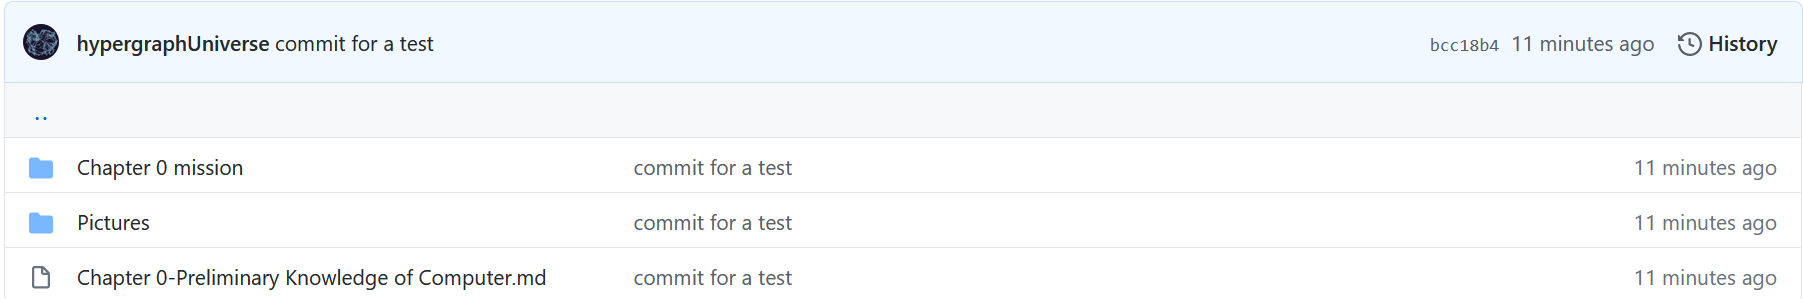 hypergraphUniverse commit for a test bcc18b4 11 minutes ago History
..
Chapter 0 mission commit for a test 11 minutes ago
Pictures commit for a test 11 minutes ago
Chapter 0-Preliminary Knowledge of Computer.md commit for a test 11 minutes ago